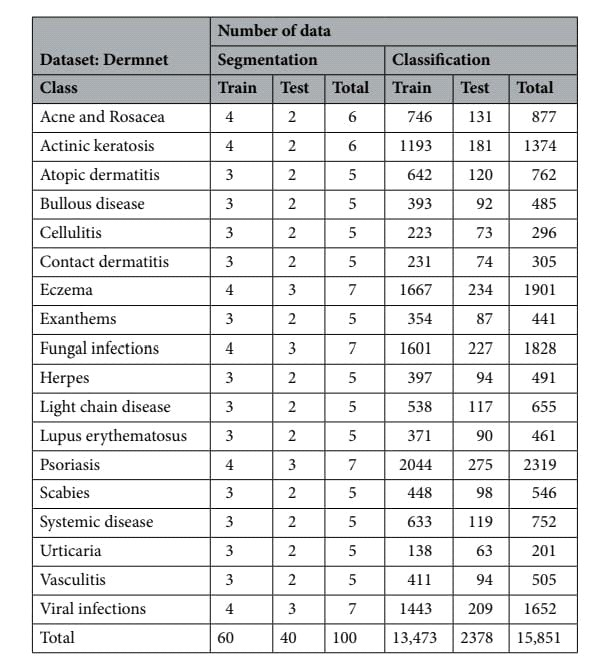 Number of data
Dataset: Dermnet Segmentation Classification
Class Train Test Total Train Test Total
Acne and Rosacea 4 2 6 746 131 877
Actinic keratosis 4 2 6 1193 181 1374
Atopic dermatitis 3 2 5 642 120 762
Bullous disease 3 2 5 393 92 485
Cellulitis 3 2 5 223 73 296
Contact dermatitis 3 2 5 231 74 305
Eczema 4 3 7 1667 234 1901
Exanthems 3 2 5 354 87 441
Fungal infections 4 3 7 1601 227 1828
Herpes 3 2 5 397 94 491
Light chain disease 3 2 5 538 117 655
Lupus erythematosus 3 2 5 371 90 461
Psoriasis 4 3 7 2044 275 2319
Scabies 3 2 5 448 98 546
Systemic disease 3 2 5 633 119 752
Urticaria 3 2 5 138 63 201
Vasculitis 3 2 5 411 94 505
Viral infections 4 3 7 1443 209 1652
Total 60 40 100 13,473 2378 15,851